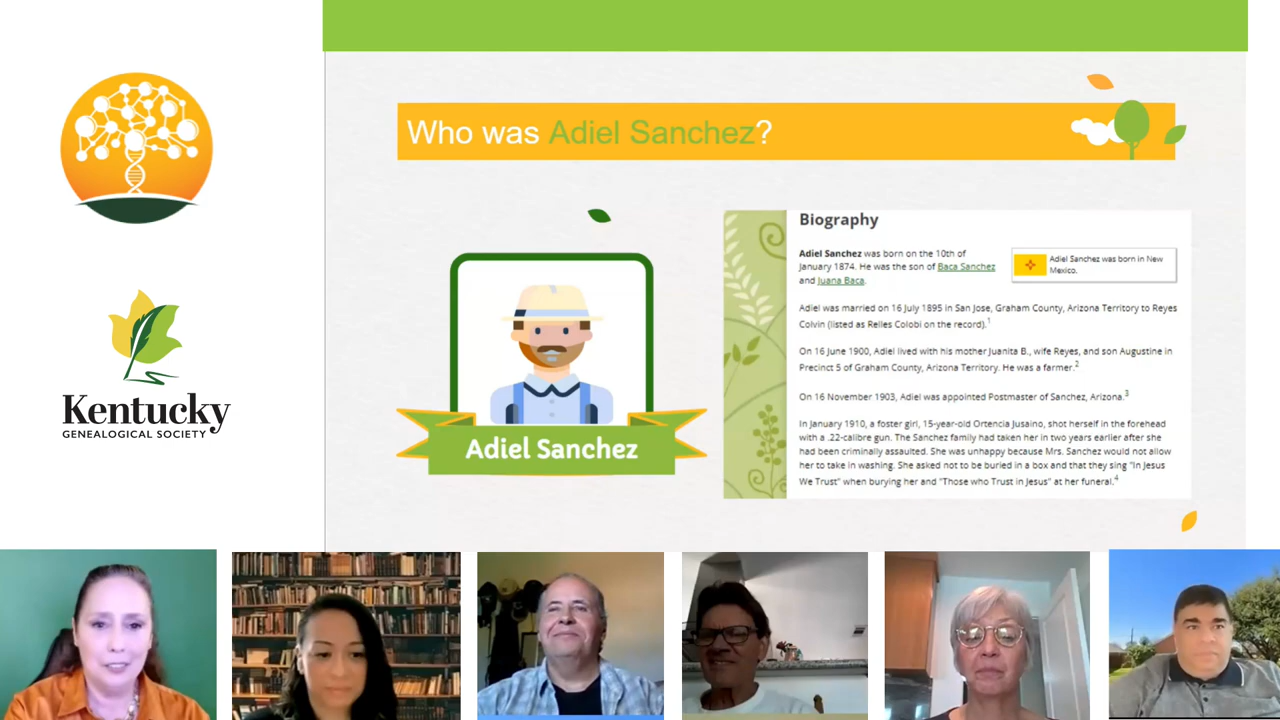 Who was Adiel Sanchez?
Kentucky
GENEALOGICAL SOCIETY
Adiel Sanchez
Biography
Adiel Sanchez was born on the 10th of
January 1874. He was the son of Baca Sanchez
and Juana Baca.
Adiel Sanchez was born in New
Mexico.
Adiel was married on 16 July 1895 in San Jose, Graham County, Arizona Territory to Reyes
Colvin (listed as Relles Colobi on the record).1
On 16 June 1900, Adiel lived with his mother Juanita B., wife Reyes, and son Augustine in
Precinct 5 of Graham County, Arizona Territory. He was a farmer.2
On 16 November 1903, Adiel was appointed Postmaster of Sanchez, Arizona.3
In January 1910, a foster girl, 15-year-old Ortencia Jusaino, shot herself in the forehead
with a .22-calibre gun. The Sanchez family had taken her in two years earlier after she
had been criminally assaulted. She was unhappy because Mrs. Sanchez would not allow
her to take in washing. She asked not to be buried in a box and that they sing "In Jesus
We Trust" when burying her and "Those who Trust in Jesus" at her funeral.4